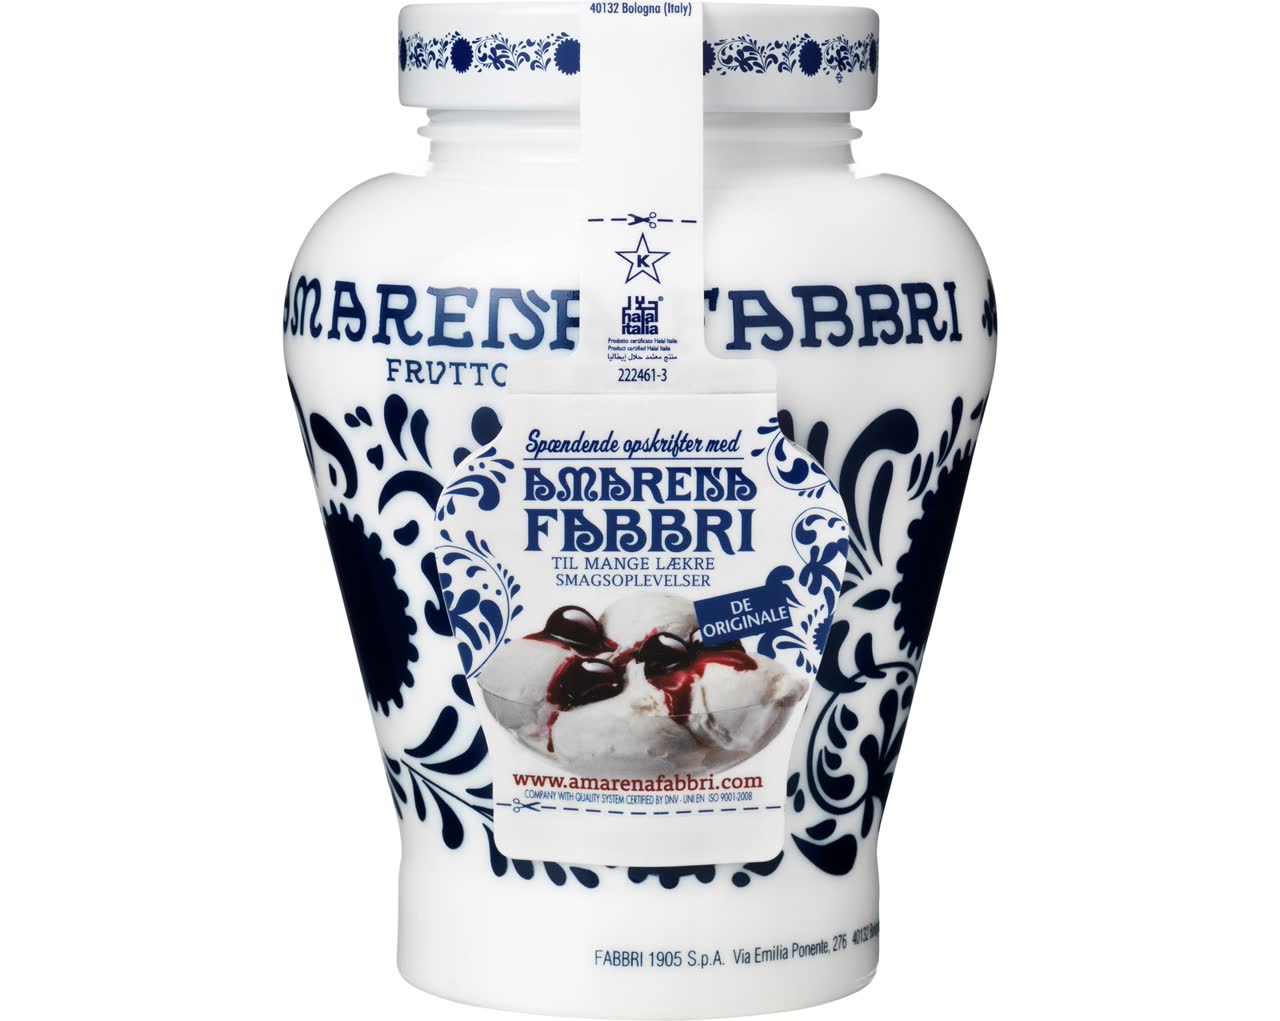 40132 Bologna (Italy)
K
halal
italia
Prodotto certificato Halal Italia
Product certified Halal Italia
منتج معتمد حلال إيطاليا
222461-3
AMARENA FABBRI
FRUTTO
Spændende opskrifter med
AMARENA
FABBRI
TIL MANGE LÆKRE
SMAGSOPLEVELSER
DE
ORIGINALE
www.amarenafabbri.com
COMPANY WITH QUALITY SYSTEM CERTIFIED BY DNV - UNI EN ISO 9001-2008
FABBRI 1905 S.p.A. Via Emilia Ponente, 276 40132